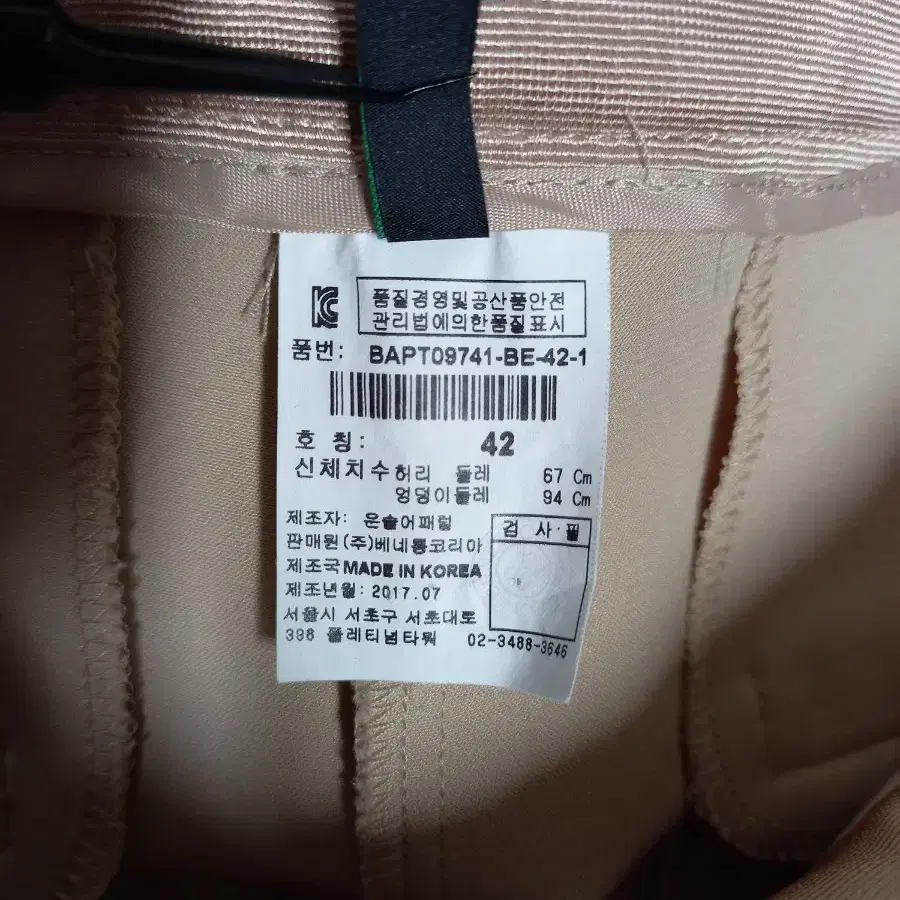 KC 품질경영및공산품안전
관리법에의한품질표시
품번: BAPT09741-BE-42-1
호 칭: 42
신체치수 허리 둘레 67 Cm
엉덩이둘레 94 Cm
제조자: 은솔어패럴
판매원 (주)베네통코리아
제조국 MADE IN KOREA
제조년월: 2017.07
서울시 서초구 서초대로
398 플레티넘타워 02-3488-3646
검 사·필